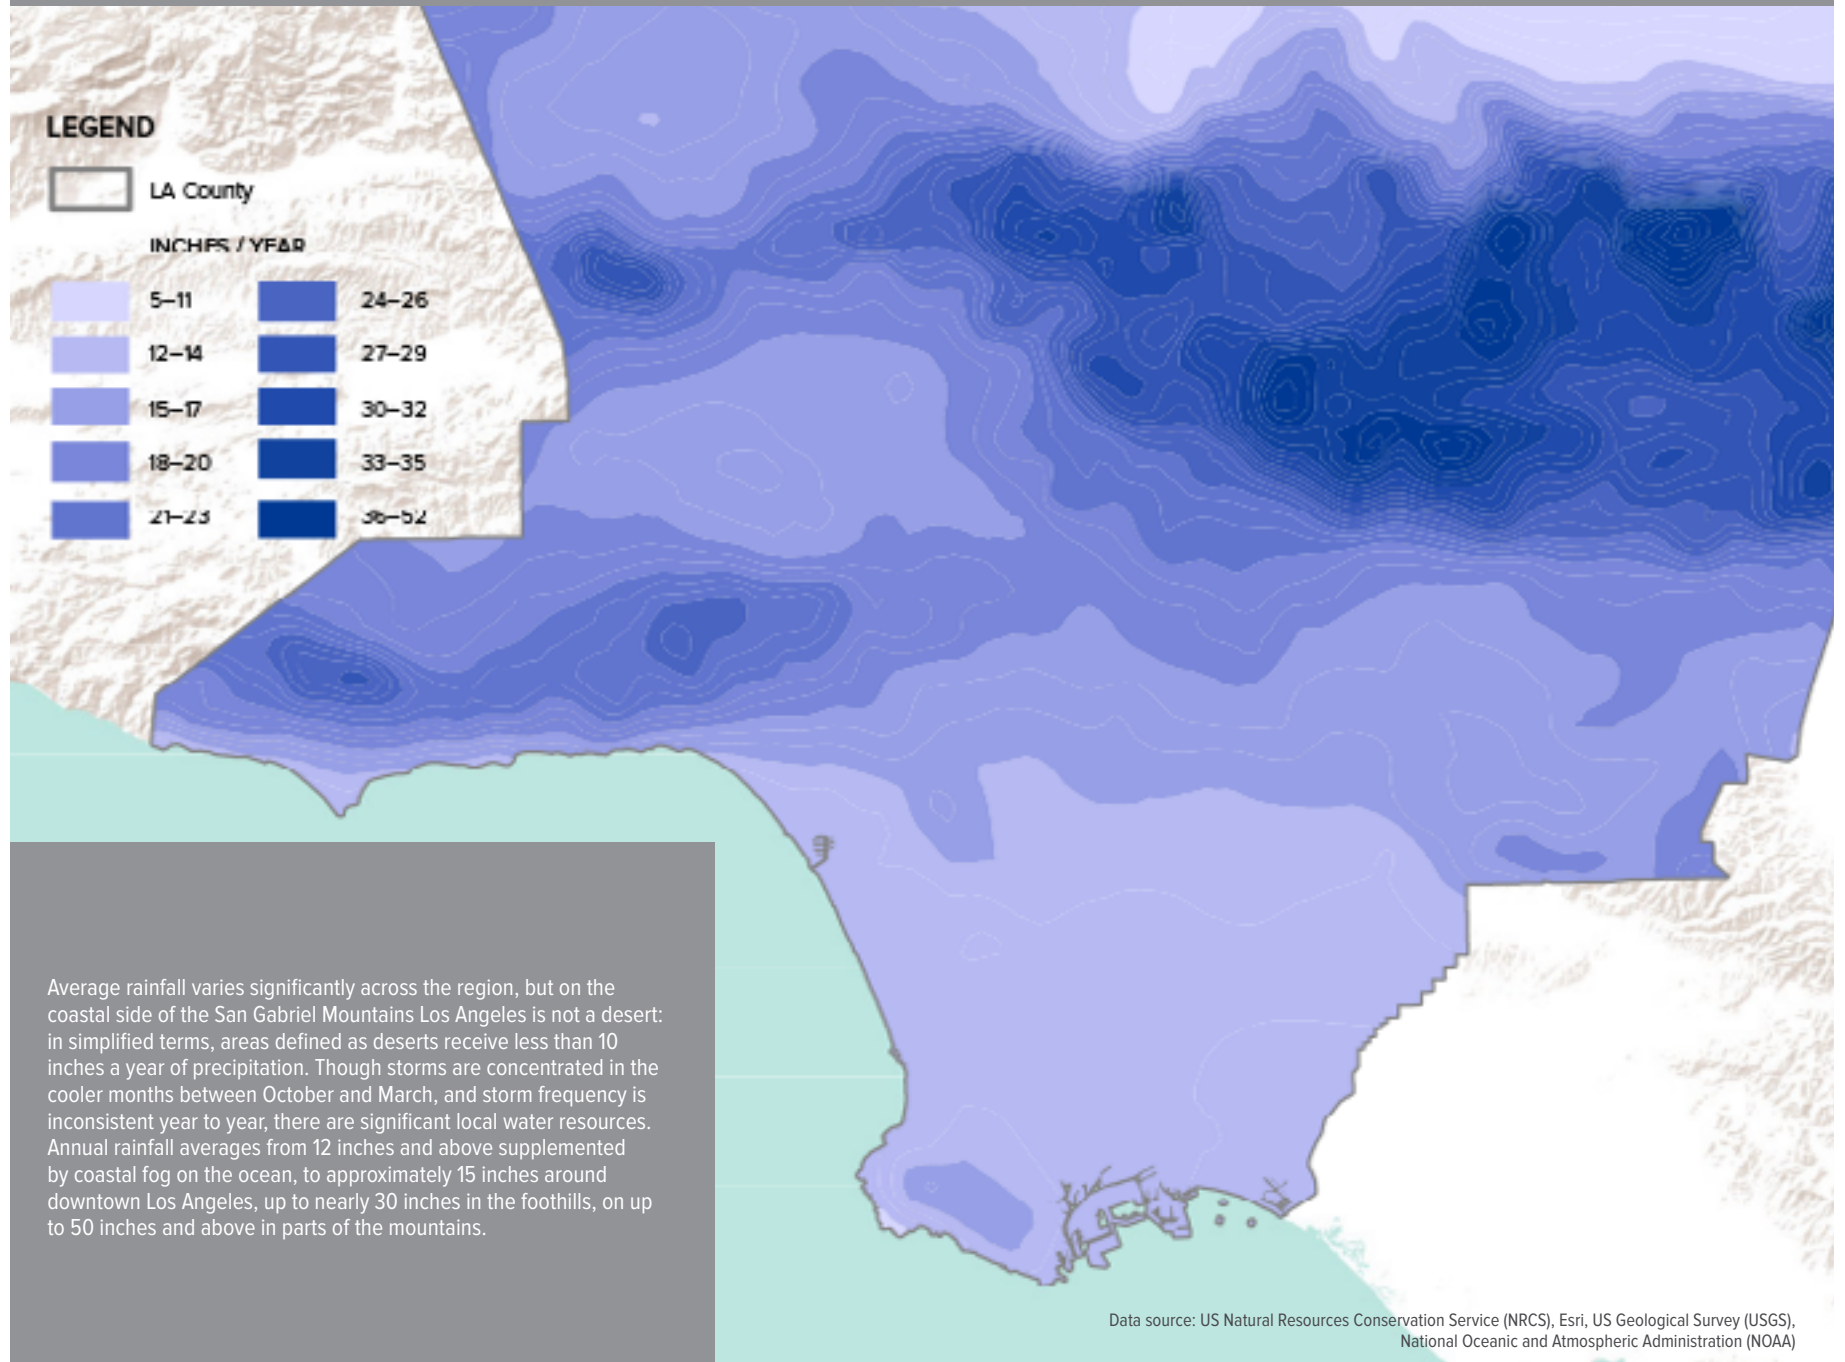 LEGEND
LA County
INCHES / YEAR
5–11
12–14
15–17
18–20
21–23
24–26
27–29
30–32
33–35
36–52
Average rainfall varies significantly across the region, but on the
coastal side of the San Gabriel Mountains Los Angeles is not a desert:
in simplified terms, areas defined as deserts receive less than 10
inches a year of precipitation. Though storms are concentrated in the
cooler months between October and March, and storm frequency is
inconsistent year to year, there are significant local water resources.
Annual rainfall averages from 12 inches and above supplemented
by coastal fog on the ocean, to approximately 15 inches around
downtown Los Angeles, up to nearly 30 inches in the foothills, on up
to 50 inches and above in parts of the mountains.
Data source: US Natural Resources Conservation Service (NRCS), Esri, US Geological Survey (USGS),
National Oceanic and Atmospheric Administration (NOAA)